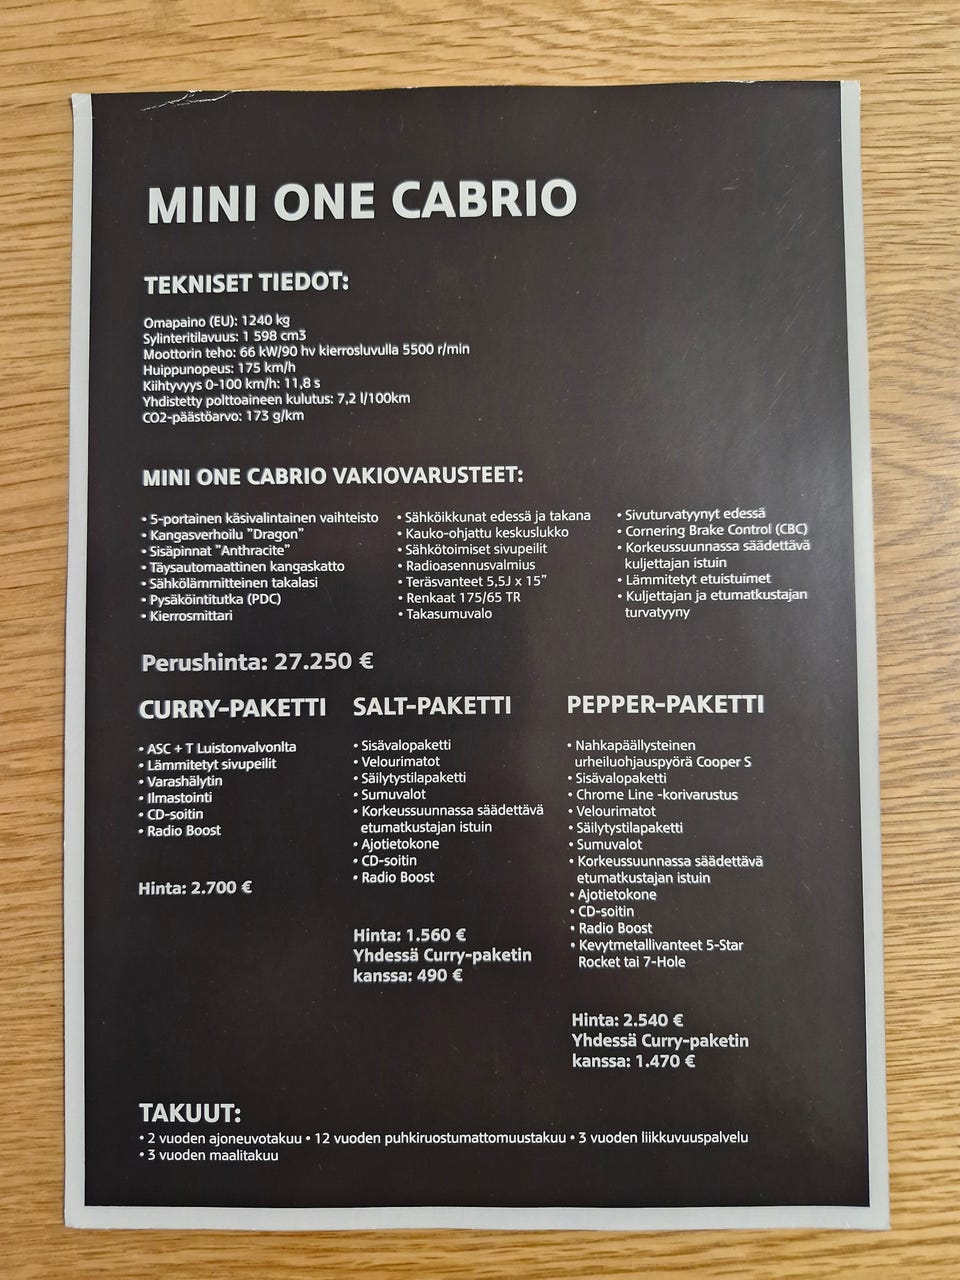 MINI ONE CABRIO
TEKNISET TIEDOT:
Omapaino (EU): 1240 kg
Sylinteritilavuus: 1 598 cm3
Moottorin teho: 66 kW/90 hv kierrosluvulla 5500 r/min
Huippunopeus: 175 km/h
Kiihtyvyys 0-100 km/h: 11,8 s
Yhdistetty polttoaineen kulutus: 7,2 l/100km
CO2-päästöarvo: 173 g/km
MINI ONE CABRIO VAKIOVARUSTEET:
• 5-portainen käsivalintainen vaihteisto
• Kangasverhoilu ”Dragon”
• Sisäpinnat ”Anthracite”
• Täysautomaattinen kangaskatto
• Sähkölämmitteinen takalasi
• Pysäköintitutka (PDC)
• Kierrosmittari
• Sähköikkunat edessä ja takana
• Kauko-ohjattu keskuslukko
• Sähkötoimiset sivupeilit
• Radioasennusvalmius
• Teräsvanteet 5,5J x 15”
• Renkaat 175/65 TR
• Takasumuvalo
• Sivuturvatyynyt edessä
• Cornering Brake Control (CBC)
• Korkeussuunnassa säädettävä
kuljettajan istuin
• Lämmitetyt etuistuimet
• Kuljettajan ja etumatkustajan
turvatyyny
Perushinta: 27.250 €
CURRY-PAKETTI
• ASC + T Luistonvalvonlta
• Lämmitetyt sivupeilit
• Varashälytin
• Ilmastointi
• CD-soitin
• Radio Boost
Hinta: 2.700 €
SALT-PAKETTI
• Sisävalopaketti
• Velourimatot
• Säilytystilapaketti
• Sumuvalot
• Korkeussuunnassa säädettävä
etumatkustajan istuin
• Ajotietokone
• CD-soitin
• Radio Boost
Hinta: 1.560 €
Yhdessä Curry-paketin
kanssa: 490 €
PEPPER-PAKETTI
• Nahkapäällysteinen
urheiluohjauspyörä Cooper S
• Sisävalopaketti
• Chrome Line -korivarustus
• Velourimatot
• Säilytystilapaketti
• Sumuvalot
• Korkeussuunnassa säädettävä
etumatkustajan istuin
• Ajotietokone
• CD-soitin
• Radio Boost
• Kevytmetallivanteet 5-Star
Rocket tai 7-Hole
Hinta: 2.540 €
Yhdessä Curry-paketin
kanssa: 1.470 €
TAKUUT:
• 2 vuoden ajoneuvotakuu • 12 vuoden puhkiruostumattomuustakuu • 3 vuoden liikkuvuuspalvelu
• 3 vuoden maalitakuu